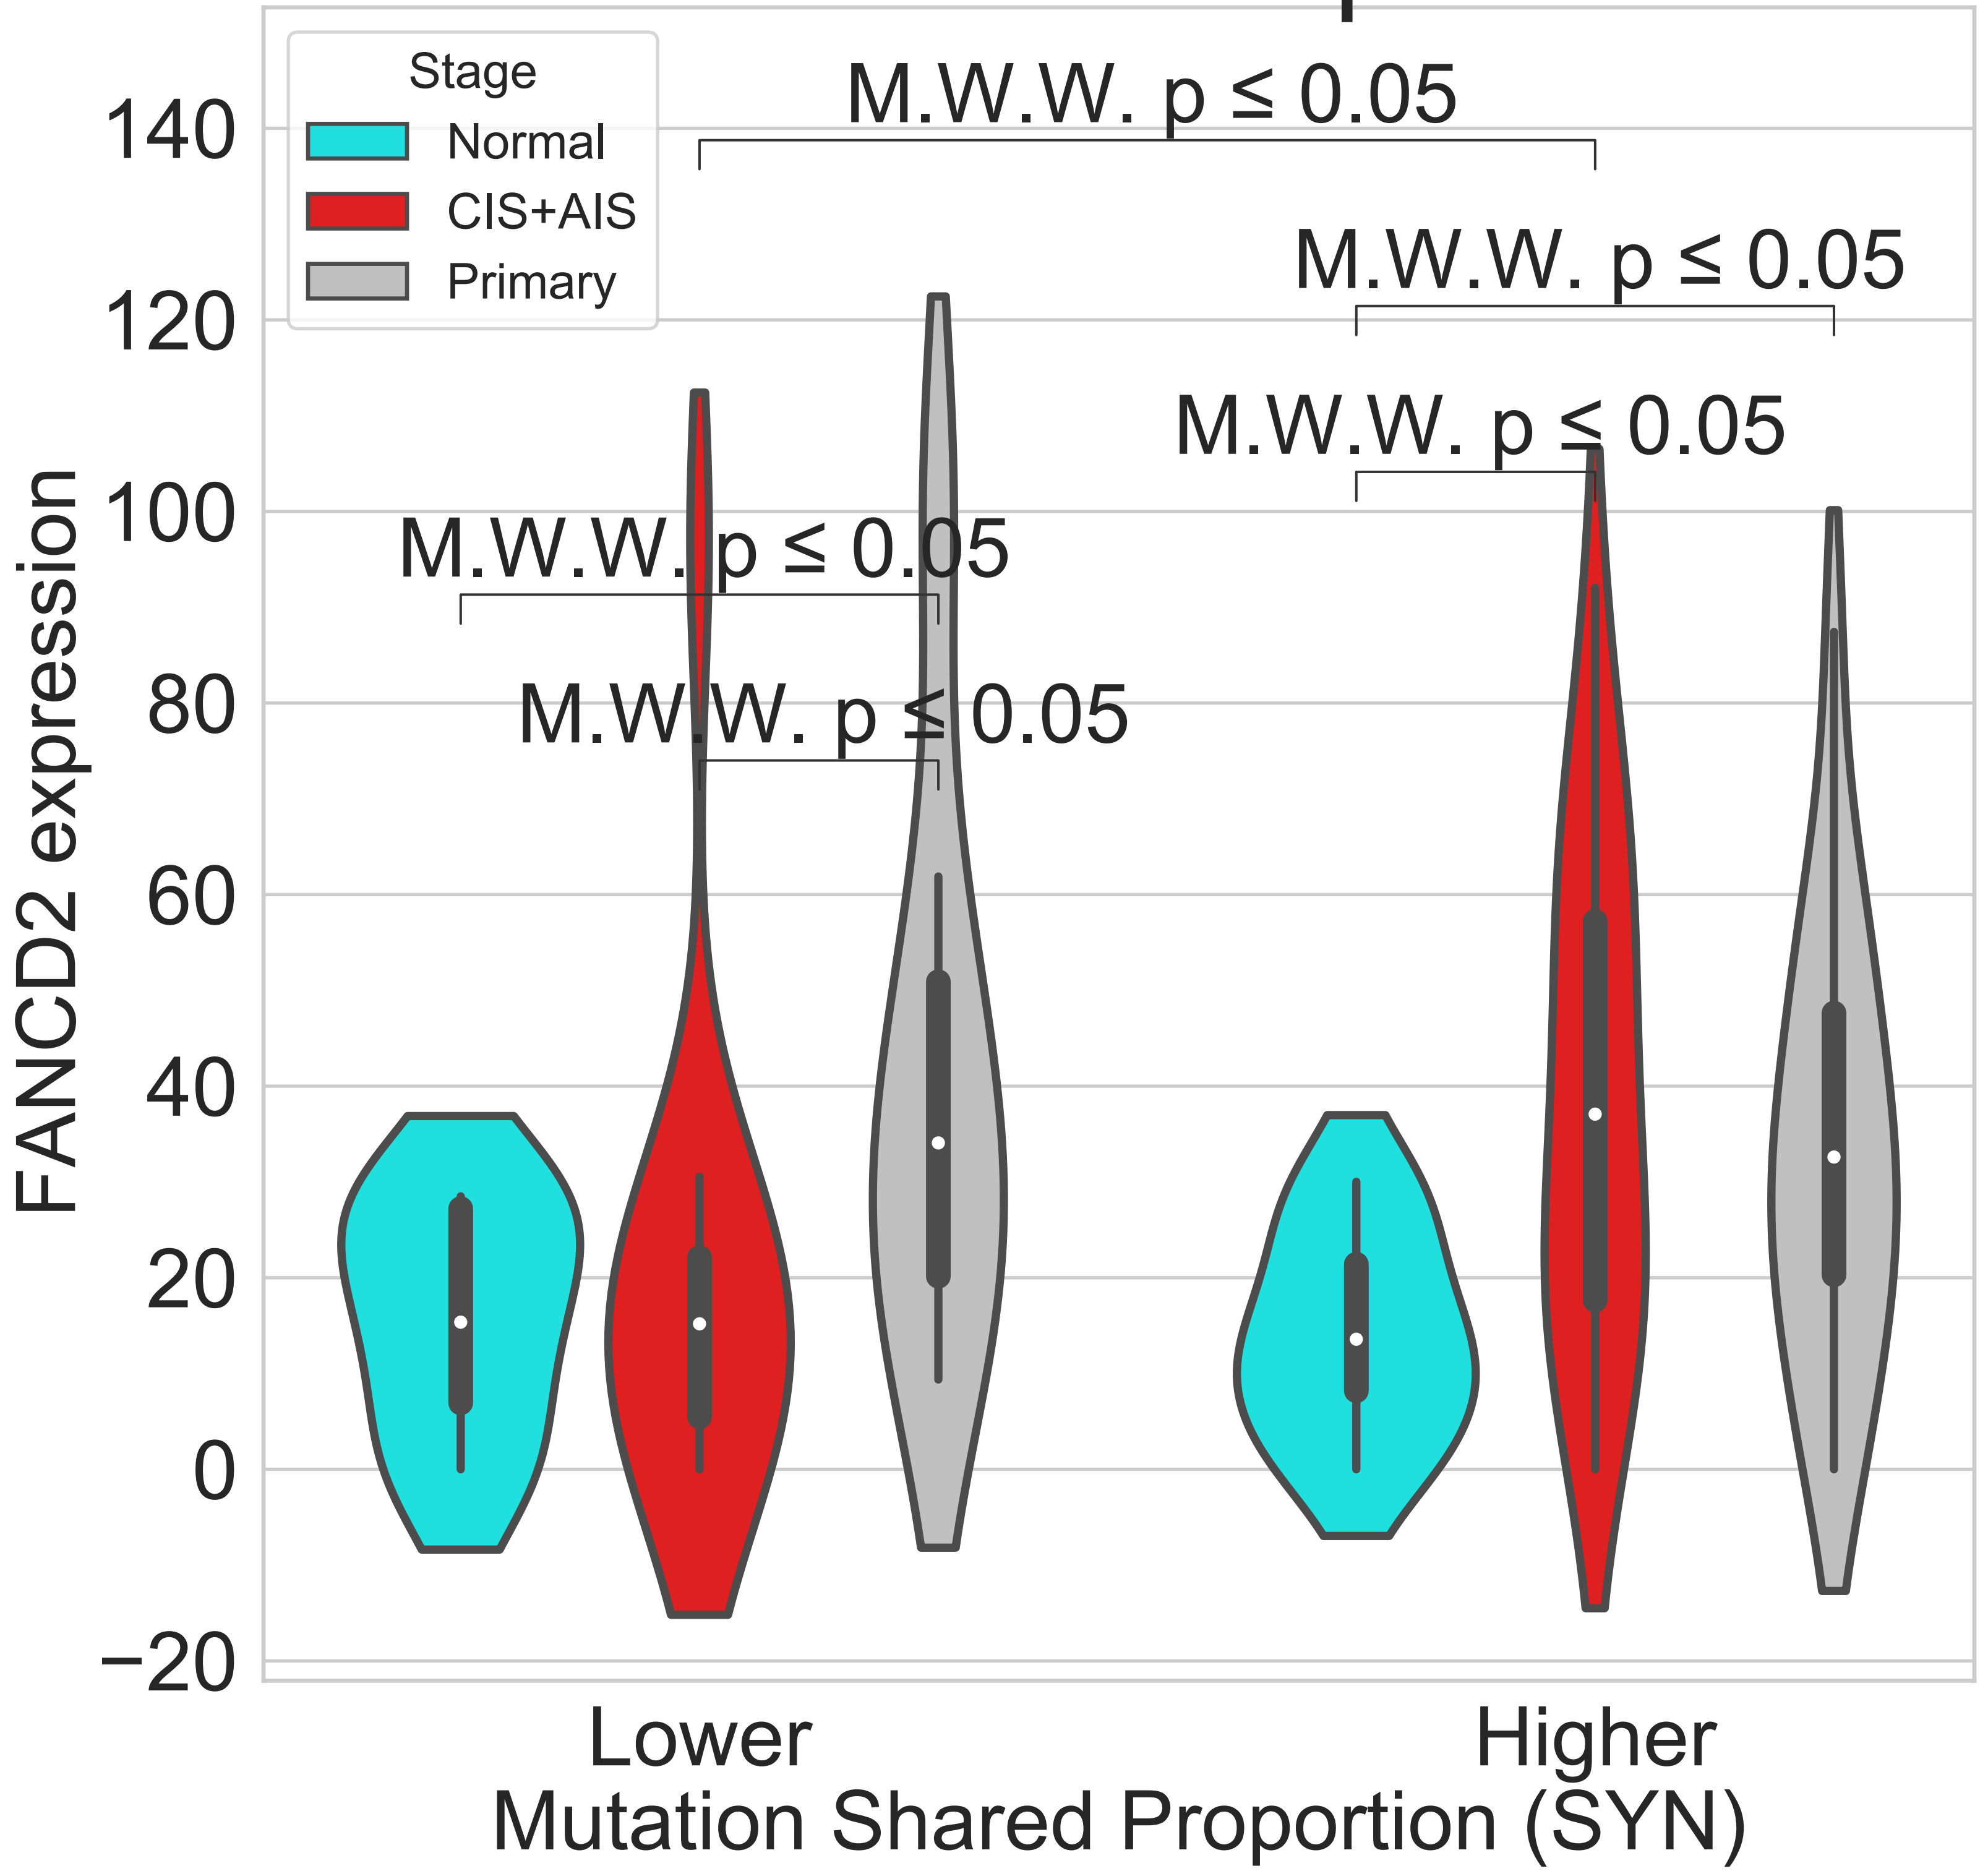 Stage
Normal
CIS+AIS
Primary
M.W.W. p ≤ 0.05
M.W.W. p ≤ 0.05
M.W.W. p ≤ 0.05
M.W.W. p ≤ 0.05
M.W.W. p ≤ 0.05
FANCD2 expression
140
120
100
80
60
40
20
0
−20
Lower
Higher
Mutation Shared Proportion (SYN)